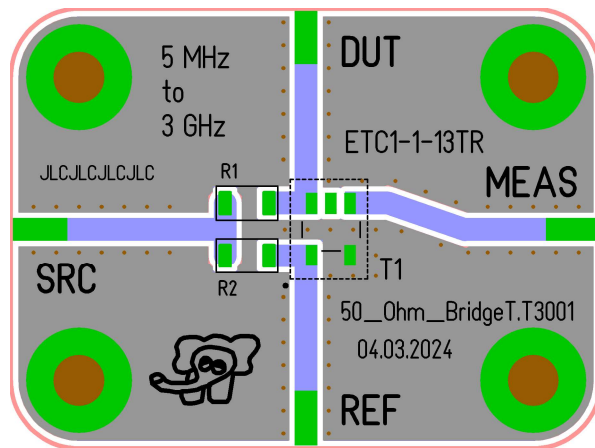 5 MHz
to
3 GHz
DUT
ETC1-1-13TR
JLCJLCJLCJLC
R1
MEAS
SRC
R2
T1
50_Ohm_BridgeT.T3001
04.03.2024
REF